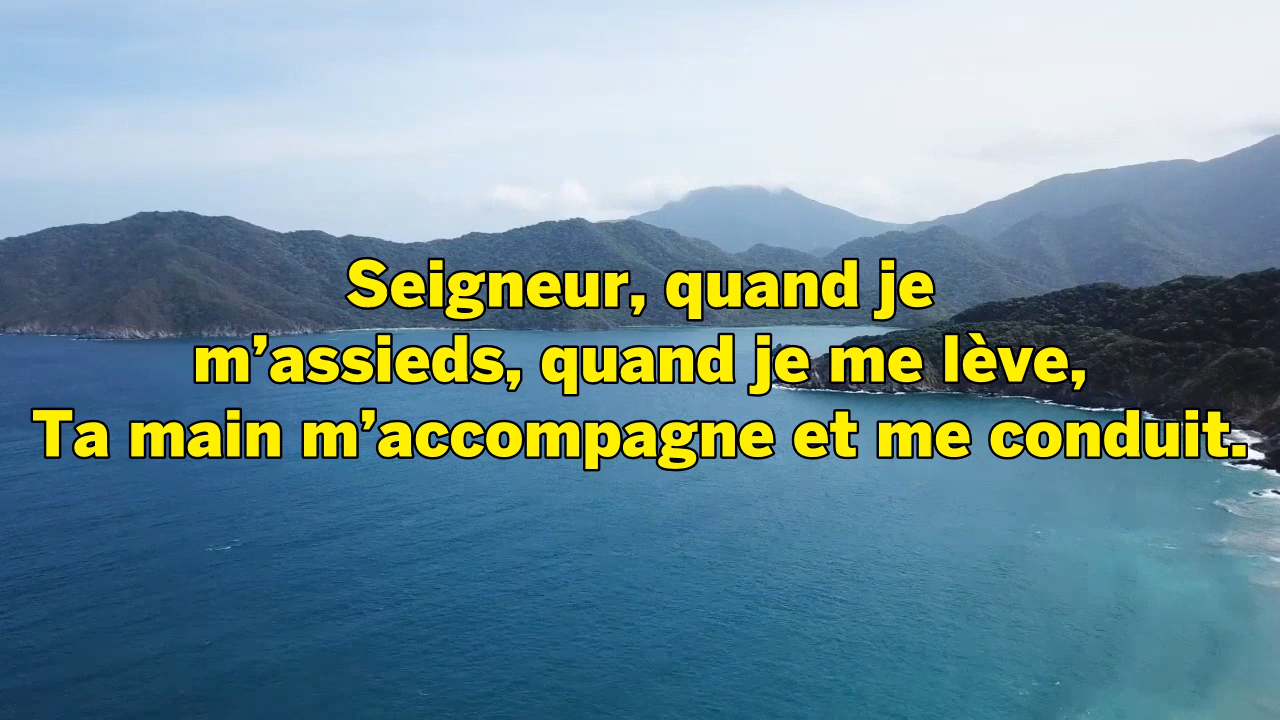 Seigneur, quand je
m’assieds, quand je me lève,
Ta main m’accompagne et me conduit.